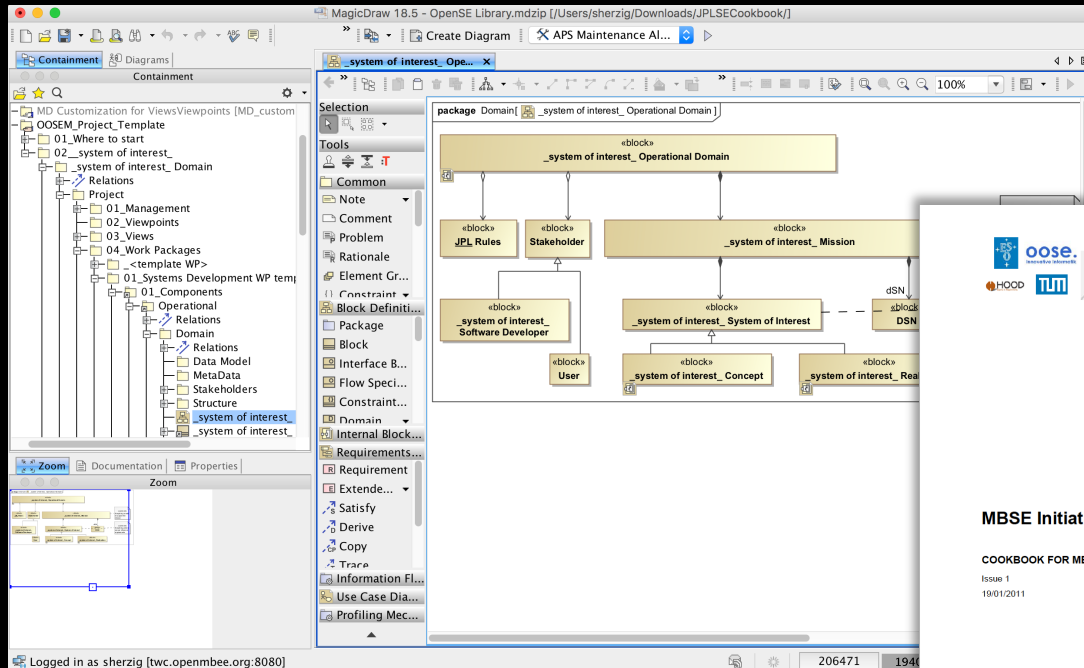 MagicDraw 18.5 - OpenSE Library.mdzip [/Users/sherzig/Downloads/JPLSECookbook/]
Create Diagram
APS Maintenance Al...
Containment
Diagrams
Containment
MD Customization for ViewsViewpoints [MD_custom
OOSEM_Project_Template
01_Where to start
02__system of interest_
_system of interest_ Domain
Relations
Project
01_Management
02_Viewpoints
03_Views
04_Work Packages
_<template WP>
01_Systems Development WP temp
01_Components
Operational
Relations
Domain
Relations
Data Model
MetaData
Stakeholders
Structure
_system of interest_
_system of interest_
Zoom
Documentation
Properties
Zoom
_system of interest_ Ope...
100%
Selection
Tools
Common
Note
Comment
Problem
Rationale
Element Gr...
Constraint
Block Definiti...
Package
Block
Interface B...
Flow Speci...
Constraint...
Domain
Internal Block...
Requirements...
Requirement
Extende...
Satisfy
Derive
Copy
Trace
Information Fl...
Use Case Dia...
Profiling Mec...
package Domain[ _system of interest_ Operational Domain ]
«block»
_system of interest_ Operational Domain
«block»
JPL Rules
«block»
Stakeholder
«block»
_system of interest_ Mission
«block»
_system of interest_
Software Developer
«block»
User
«block»
_system of interest_ System of Interest
dSN
«block
DSN
«block»
_system of interest_ Concept
«block»
_system of interest_ Real
ESO
oose.
Innovative Informatik
HOOD
TUM
MBSE Initiat
COOKBOOK FOR ME
Issue 1
19/01/2011
Logged in as sherzig [twc.openmbee.org:8080]
206471
1940